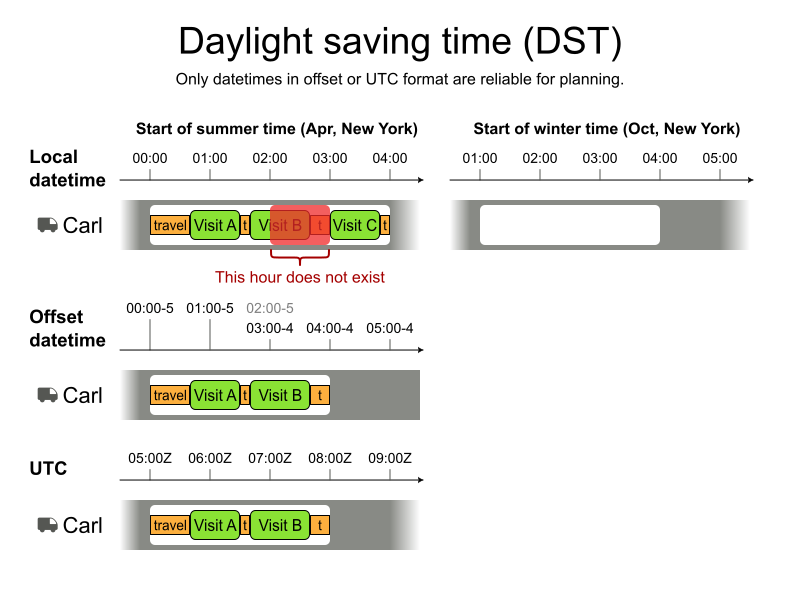 Daylight saving time (DST)
Only datetimes in offset or UTC format are reliable for planning.
Start of summer time (Apr, New York)
Start of winter time (Oct, New York)
Local
datetime
00:00 01:00 02:00 03:00 04:00
01:00 02:00 03:00 04:00 05:00
Carl
travel Visit A t Visit B t Visit C t
This hour does not exist
Offset
datetime
00:00-5 01:00-5 02:00-5
03:00-4 04:00-4 05:00-4
Carl
travel Visit A t Visit B t
UTC
05:00Z 06:00Z 07:00Z 08:00Z 09:00Z
Carl
travel Visit A t Visit B t